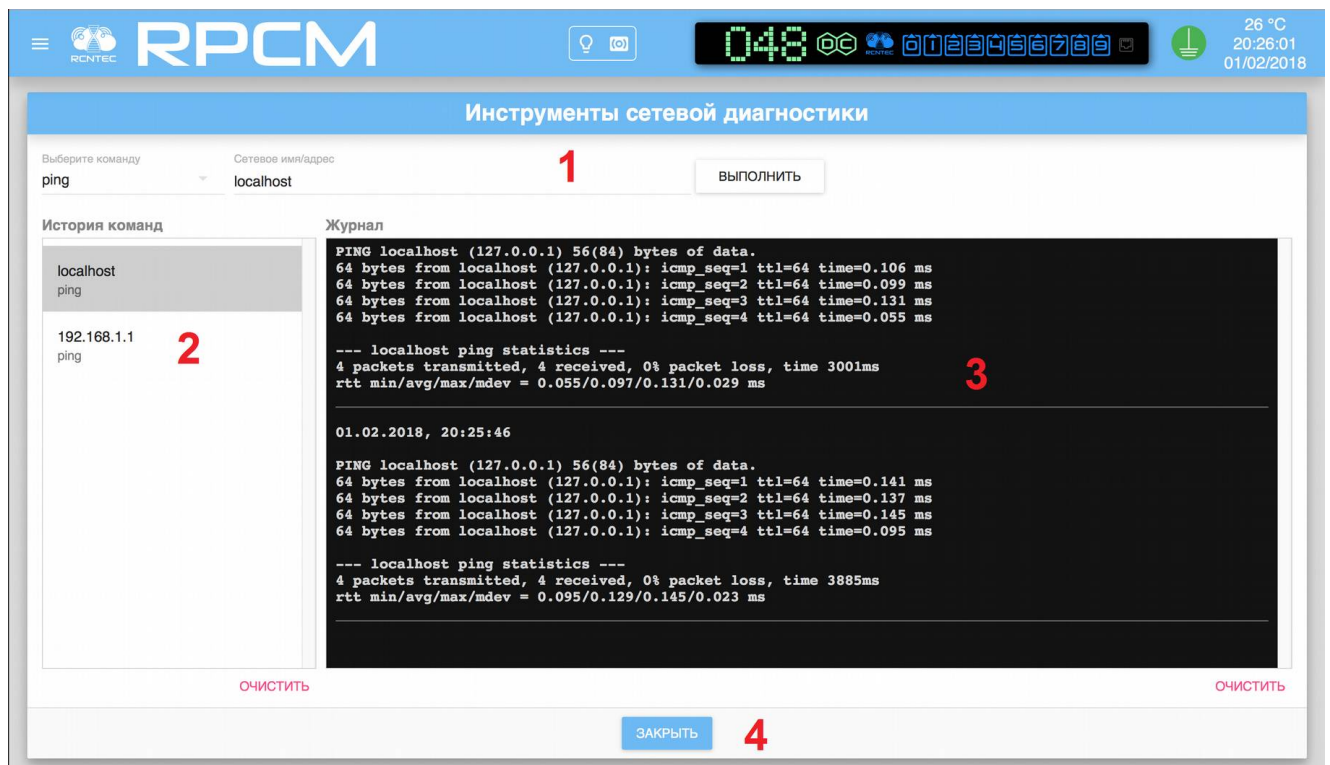 RCNTEC
RPCM
048 DC RCNTEC 0 1 2 3 4 5 6 7 8 9
26 °C
20:26:01
01/02/2018
Инструменты сетевой диагностики
Выберите команду
ping
Сетевое имя/адрес
localhost
1
ВЫПОЛНИТЬ
История команд
localhost
ping
192.168.1.1
ping
2
ОЧИСТИТЬ
Журнал
PING localhost (127.0.0.1) 56(84) bytes of data.
64 bytes from localhost (127.0.0.1): icmp_seq=1 ttl=64 time=0.106 ms
64 bytes from localhost (127.0.0.1): icmp_seq=2 ttl=64 time=0.099 ms
64 bytes from localhost (127.0.0.1): icmp_seq=3 ttl=64 time=0.131 ms
64 bytes from localhost (127.0.0.1): icmp_seq=4 ttl=64 time=0.055 ms
--- localhost ping statistics ---
4 packets transmitted, 4 received, 0% packet loss, time 3001ms
rtt min/avg/max/mdev = 0.055/0.097/0.131/0.029 ms
3
01.02.2018, 20:25:46
PING localhost (127.0.0.1) 56(84) bytes of data.
64 bytes from localhost (127.0.0.1): icmp_seq=1 ttl=64 time=0.141 ms
64 bytes from localhost (127.0.0.1): icmp_seq=2 ttl=64 time=0.137 ms
64 bytes from localhost (127.0.0.1): icmp_seq=3 ttl=64 time=0.145 ms
64 bytes from localhost (127.0.0.1): icmp_seq=4 ttl=64 time=0.095 ms
--- localhost ping statistics ---
4 packets transmitted, 4 received, 0% packet loss, time 3885ms
rtt min/avg/max/mdev = 0.095/0.129/0.145/0.023 ms
ОЧИСТИТЬ
ЗАКРЫТЬ
4